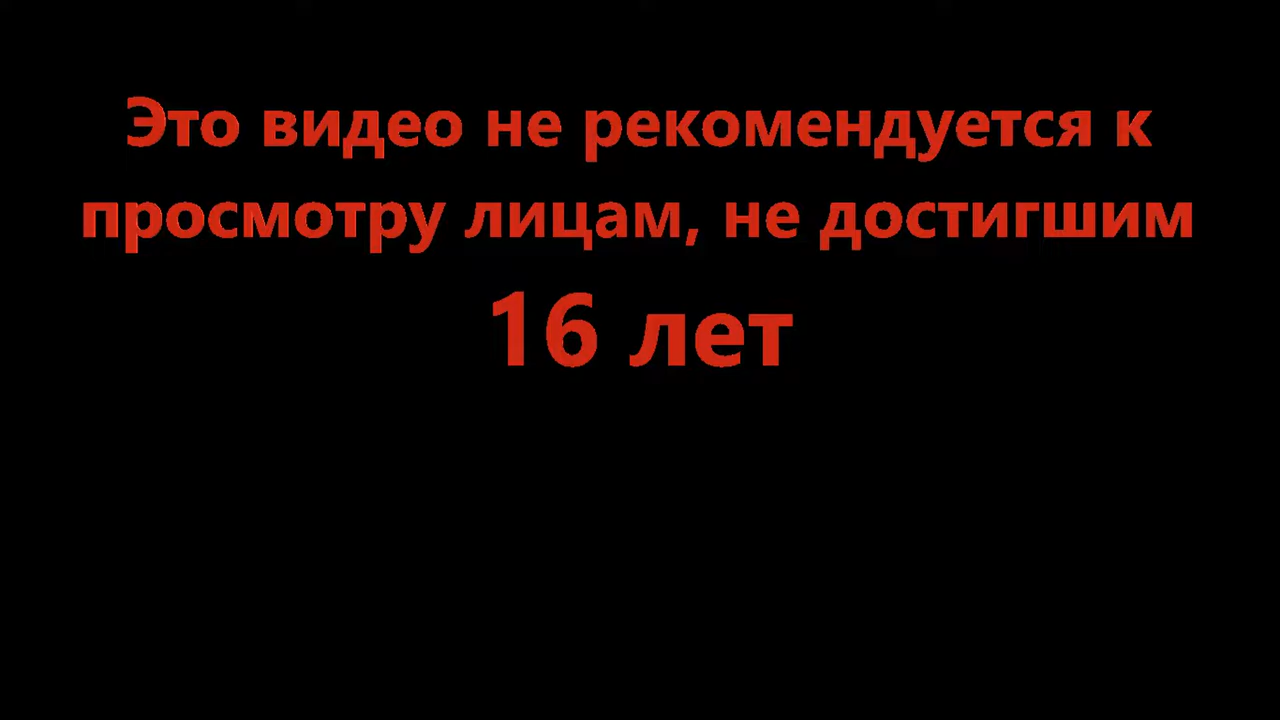 Это видео не рекомендуется к
просмотру лицам, не достигшим
16 лет